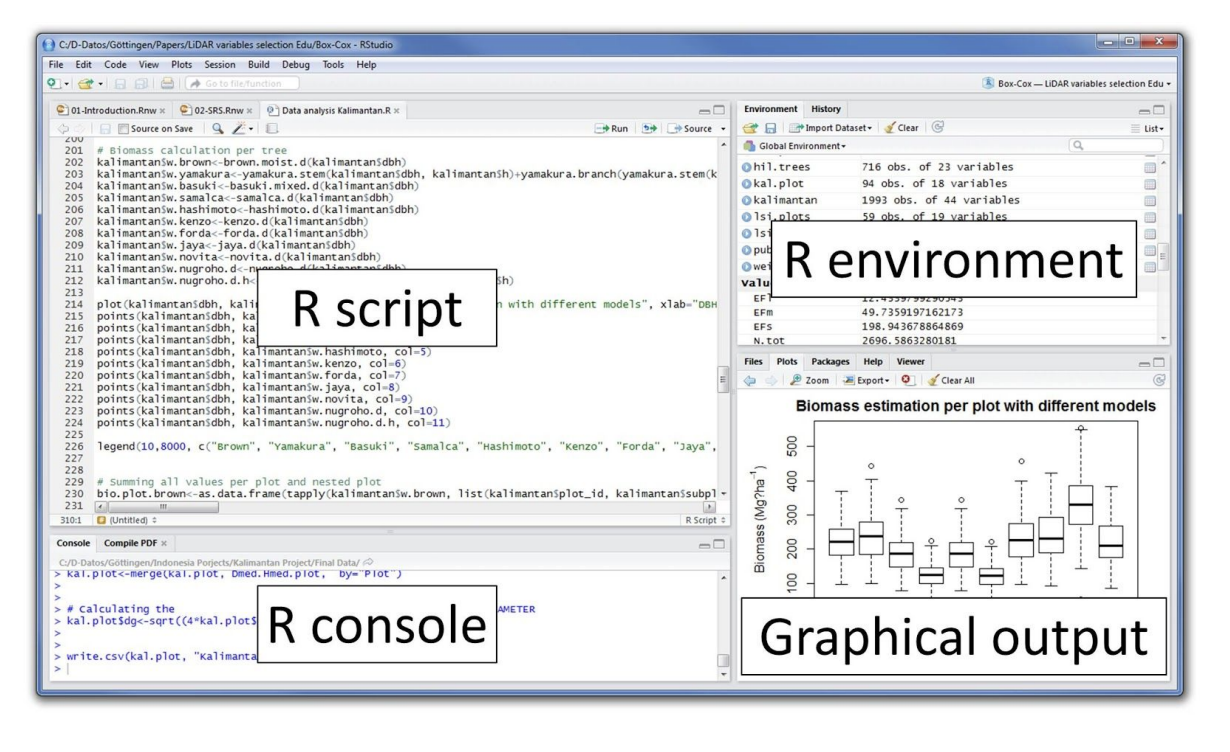 C:/D-Datos/Göttingen/Papers/LiDAR variables selection Edu/Box-Cox - RStudio
File Edit Code View Plots Session Build Debug Tools Help
Go to file/function
Box-Cox — LiDAR variables selection Edu
01-Introduction.Rnw × 02-SRS.Rnw × Data analysis Kalimantan.R ×
Source on Save Run Source
200
201 # Biomass calculation per tree
202 kalimantan$w.brown<-brown.moist.d(kalimantan$dbh)
203 kalimantan$w.yamakura<-yamakura.stem(kalimantan$dbh, kalimantan$h)+yamakura.branch(yamakura.stem(k
204 kalimantan$w.basuki<-basuki.mixed.d(kalimantan$dbh)
205 kalimantan$w.samalca<-samalca.d(kalimantan$dbh)
206 kalimantan$w.hashimoto<-hashimoto.d(kalimantan$dbh)
207 kalimantan$w.kenzo<-kenzo.d(kalimantan$dbh)
208 kalimantan$w.forda<-forda.d(kalimantan$dbh)
209 kalimantan$w.jaya<-jaya.d(kalimantan$dbh)
210 kalimantan$w.novita<-novita.d(kalimantan$dbh)
211 kalimantan$w.nugroho.d<-nugroho.d(kalimantan$dbh)
212 kalimantan$w.nugroho.d.h< $h)
213
214 plot(kalimantan$dbh, kali n with different models", xlab="DBH
215 points(kalimantan$dbh, ka
216 points(kalimantan$dbh, ka
217 points(kalimantan$dbh, ka
218 points(kalimantan$dbh, kalimantan$w.hashimoto, col=5)
219 points(kalimantan$dbh, kalimantan$w.kenzo, col=6)
220 points(kalimantan$dbh, kalimantan$w.forda, col=7)
221 points(kalimantan$dbh, kalimantan$w.jaya, col=8)
222 points(kalimantan$dbh, kalimantan$w.novita, col=9)
223 points(kalimantan$dbh, kalimantan$w.nugroho.d, col=10)
224 points(kalimantan$dbh, kalimantan$w.nugroho.d.h, col=11)
225
226 legend(10,8000, c("Brown", "Yamakura", "Basuki", "Samalca", "Hashimoto", "Kenzo", "Forda", "Jaya",
227
228
229 # Summing all values per plot and nested plot
230 bio.plot.brown<-as.data.frame(tapply(kalimantan$w.brown, list(kalimantan$plot_id, kalimantan$subpl
231
R script
310:1 (Untitled) R Script
Console Compile PDF ×
C:/D-Datos/Göttingen/Indonesia Porjects/Kalimantan Project/Final Data/
> kal.plot<-merge(kal.plot, Dmed.Hmed.plot, by="Plot")
>
>
> # Calculating the AMETER
> kal.plot$dg<-sqrt((4*kal.plot$
>
>
> write.csv(kal.plot, "Kalimanta
>
R console
Environment History
Import Dataset Clear List
Global Environment
hil.trees 716 obs. of 23 variables
kal.plot 94 obs. of 18 variables
kalimantan 1993 obs. of 44 variables
lsi.plots 59 obs. of 19 variables
lsi
pub
wei
Valu
EFl
EFm 49.7359197162173
EFs 198.943678864869
N.tot 2696.5863280181
R environment
Files Plots Packages Help Viewer
Zoom Export Clear All
Biomass estimation per plot with different models
Biomass (Mg?ha⁻¹)
500
400
300
200
100
Graphical output